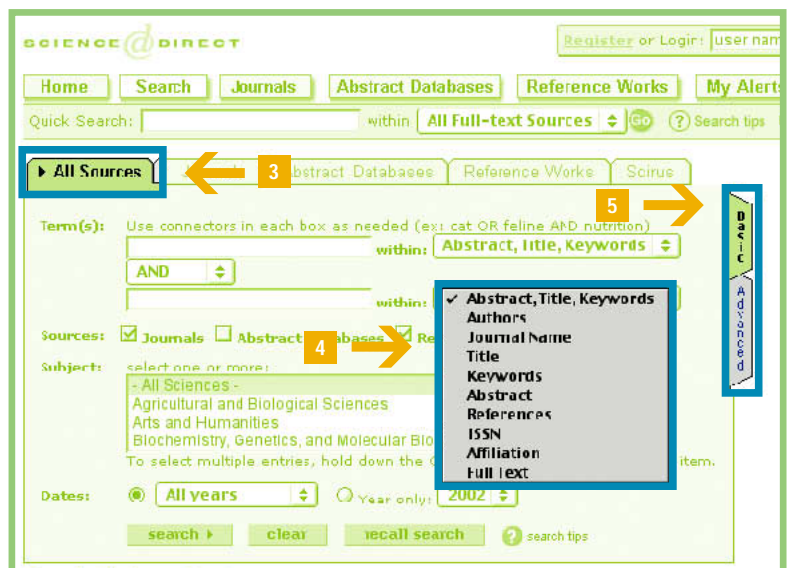 SCIENCE @ DIRECT
Register or Login: user nam
Home Search Journals Abstract Databases Reference Works My Alert
Quick Search: within All Full-text Sources Go ? Search tips
All Sources 3 Abstract Databases Reference Works Scirus
5
Term(s): Use connectors in each box as needed (ex: cat OR feline AND nutrition)
within: Abstract, Title, Keywords
AND
within:
✓ Abstract, Title, Keywords
Authors
Journal Name
Title
Keywords
Abstract
References
ISSN
Affiliation
Full Text
Basic
Advanced
Sources: Journals Abstract abases Re
4
Subject: select one or more:
- All Sciences -
Agricultural and Biological Sciences
Arts and Humanities
Biochemistry, Genetics, and Molecular Bio
To select multiple entries, hold down the item.
Dates: All years Year only: 2002
search clear recall search ? search tips